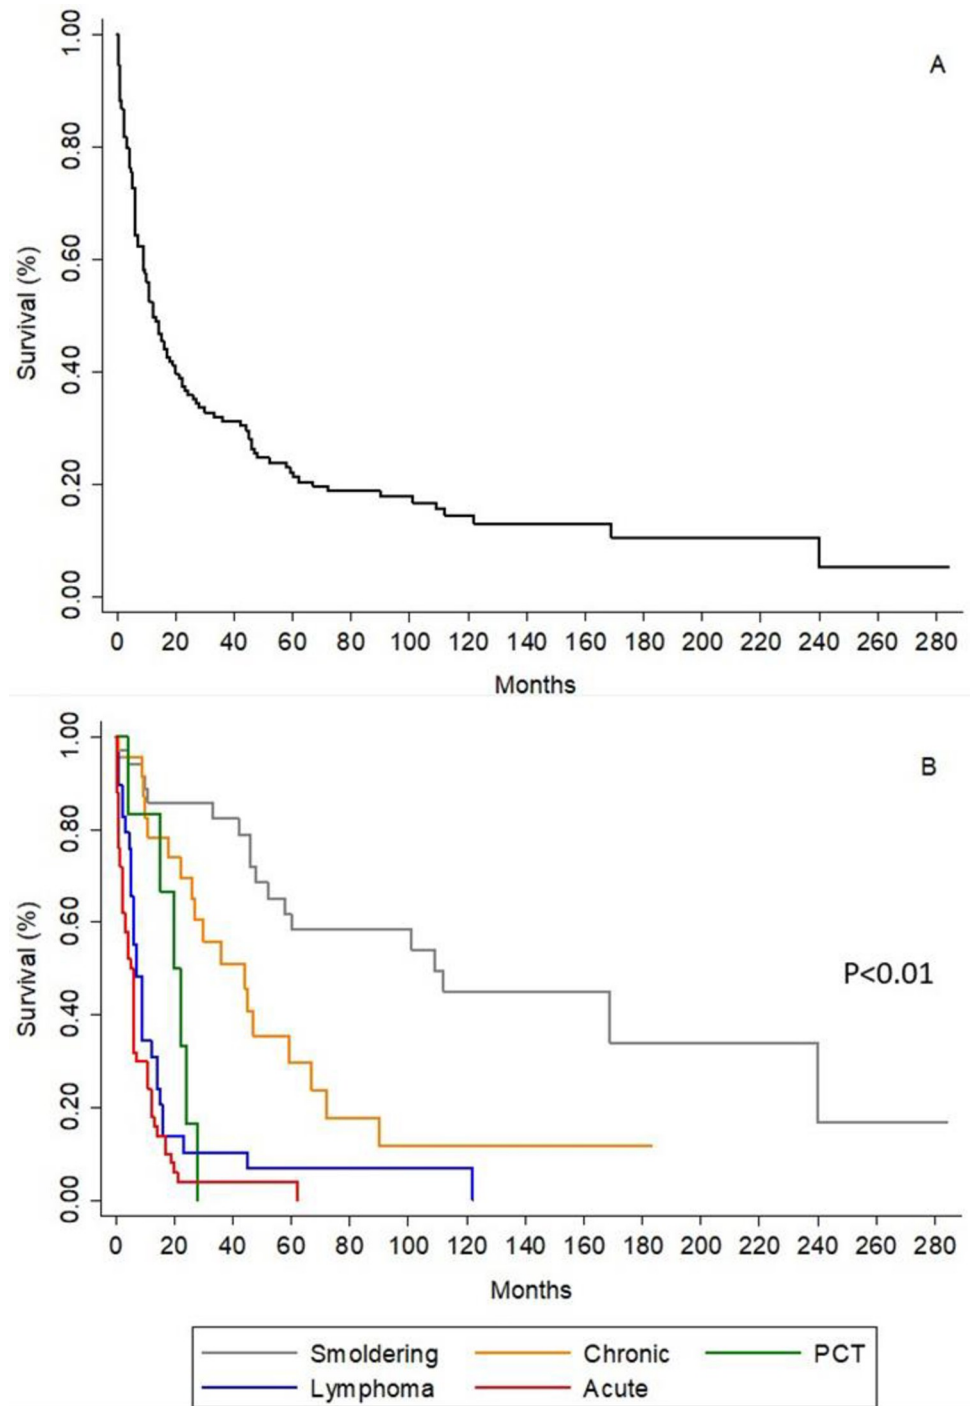 A
Survival (%)
1.00
0.80
0.60
0.40
0.20
0.00
0 20 40 60 80 100 120 140 160 180 200 220 240 260 280
Months
B
Survival (%)
1.00
0.80
0.60
0.40
0.20
0.00
P<0.01
0 20 40 60 80 100 120 140 160 180 200 220 240 260 280
Months
Smoldering Chronic PCT
Lymphoma Acute